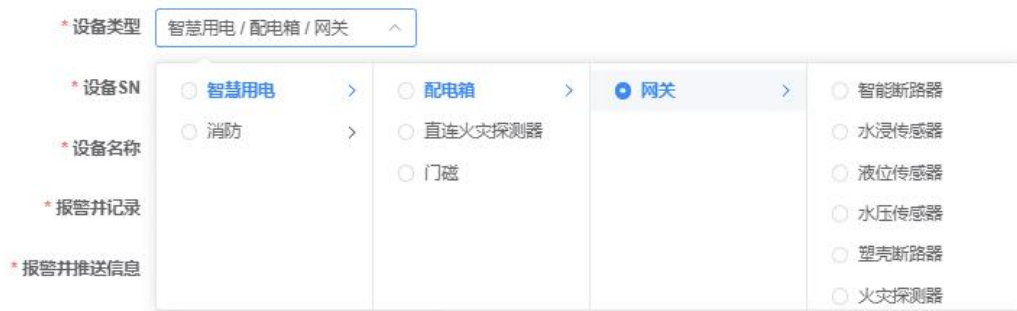 * 设备类型 智慧用电 / 配电箱 / 网关
* 设备SN 智慧用电 配电箱 网关 智能断路器
消防 直连火灾探测器 水浸传感器
* 设备名称
门磁 液位传感器
* 报警并记录 水压传感器
塑壳断路器
* 报警并推送信息
火灾探测器